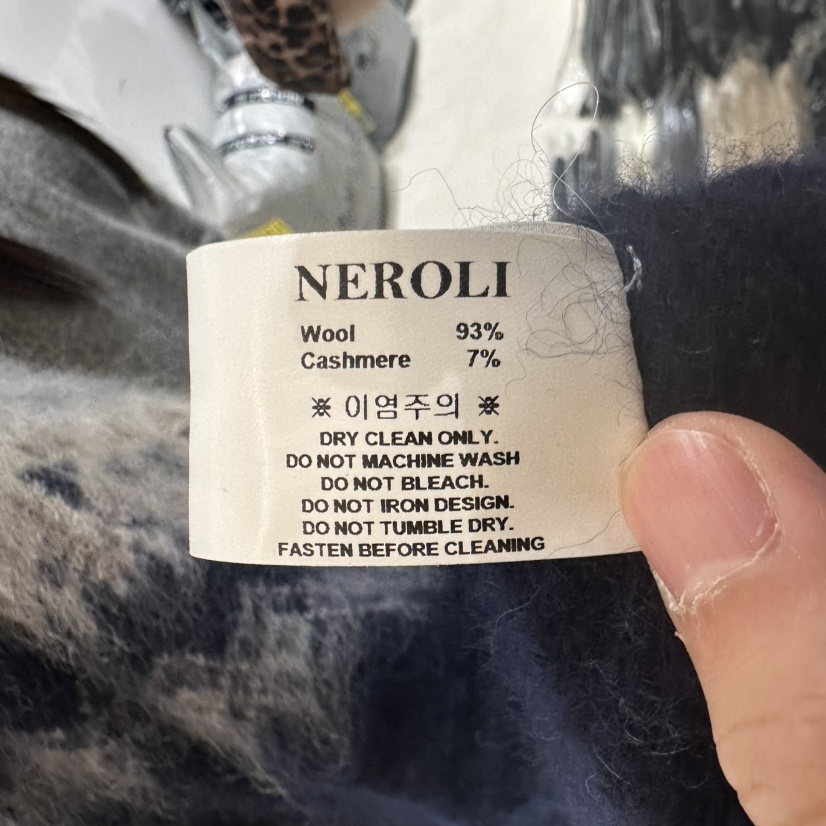 NEROLI
Wool 93%
Cashmere 7%
※ 이염주의 ※
DRY CLEAN ONLY.
DO NOT MACHINE WASH
DO NOT BLEACH.
DO NOT IRON DESIGN.
DO NOT TUMBLE DRY.
FASTEN BEFORE CLEANING